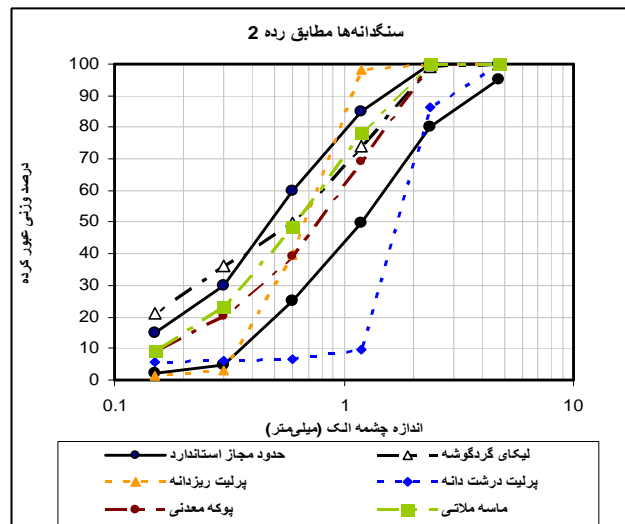 سنگدانه‌ها مطابق رده 2
100
90
80
70
60
50
40
30
20
10
0
درصد وزنی عبور کرده
0.1 1 10
اندازه چشمه الک (میلی‌متر)
حدود مجاز استاندارد لیکای گردگوشه
پرلیت ریزدانه پرلیت درشت دانه
پوکه معدنی ماسه ملاتی